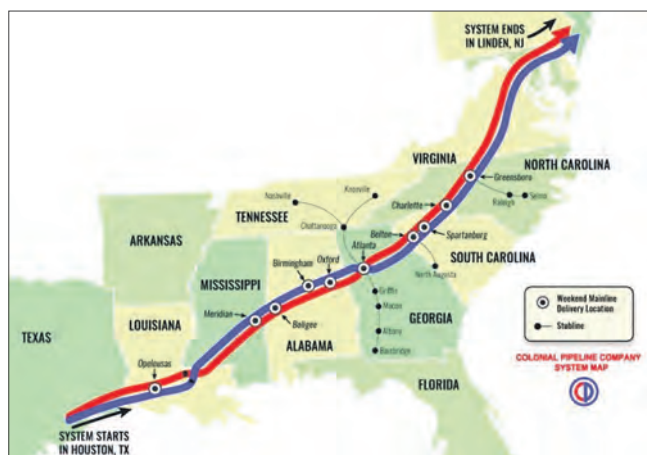 SYSTEM ENDS
IN LINDEN, NJ
VIRGINIA
NORTH CAROLINA
Greensboro
Raleigh
Selma
Nashville
Knoxville
TENNESSEE
Chattanooga
Charlotte
Belton
Spartanburg
ARKANSAS
Atlanta
SOUTH CAROLINA
Oxford
Birmingham
North Augusta
MISSISSIPPI
Griffin
Macon
Meridian
Baligee
GEORGIA
Albany
ALABAMA
Bainbridge
TEXAS
LOUISIANA
Opelousas
FLORIDA
Weekend Mainline
Delivery Location
Stubline
COLONIAL PIPELINE COMPANY
SYSTEM MAP
SYSTEM STARTS
IN HOUSTON, TX